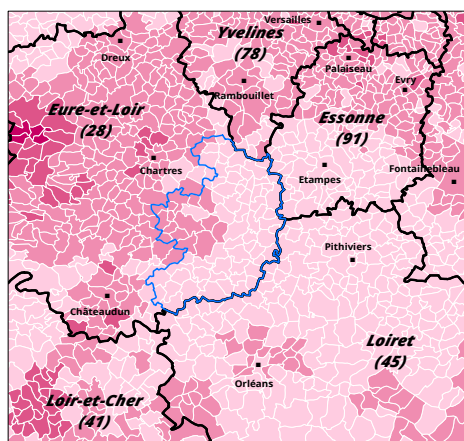 Versailles
Yvelines
(78)
Dreux
Palaiseau
Evry
Rambouillet
Eure-et-Loir
(28)
Essonne
(91)
Chartres
Etampes
Fontainebleau
Pithiviers
Châteaudun
Loiret
(45)
Orléans
Loir-et-Cher
(41)